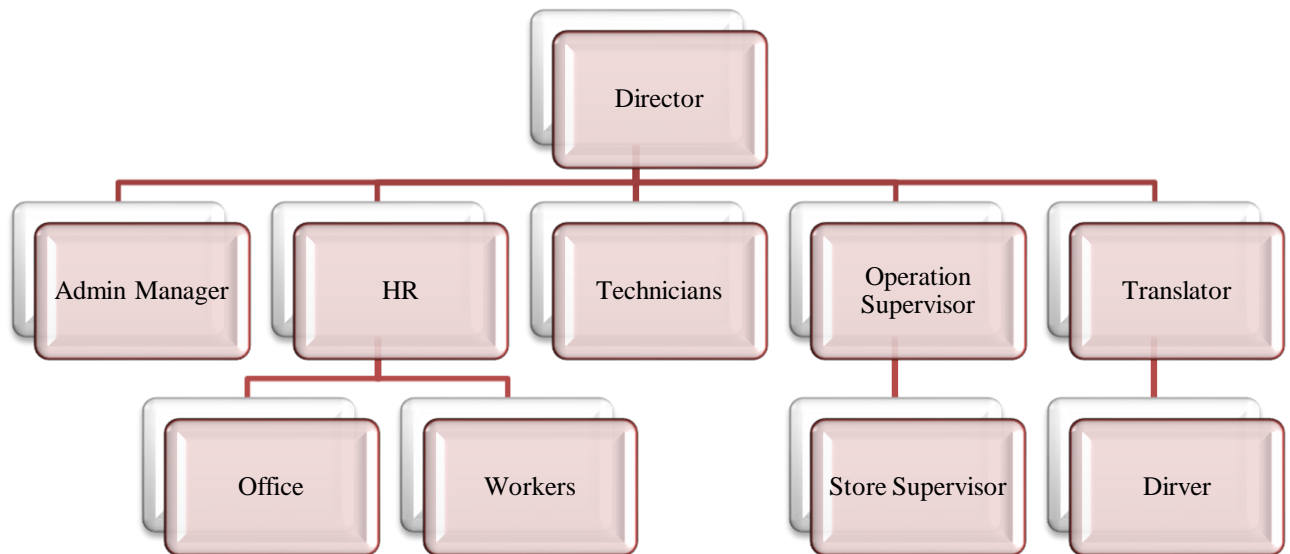 Director
Admin Manager
HR
Technicians
Operation
Supervisor
Translator
Office
Workers
Store Supervisor
Dirver